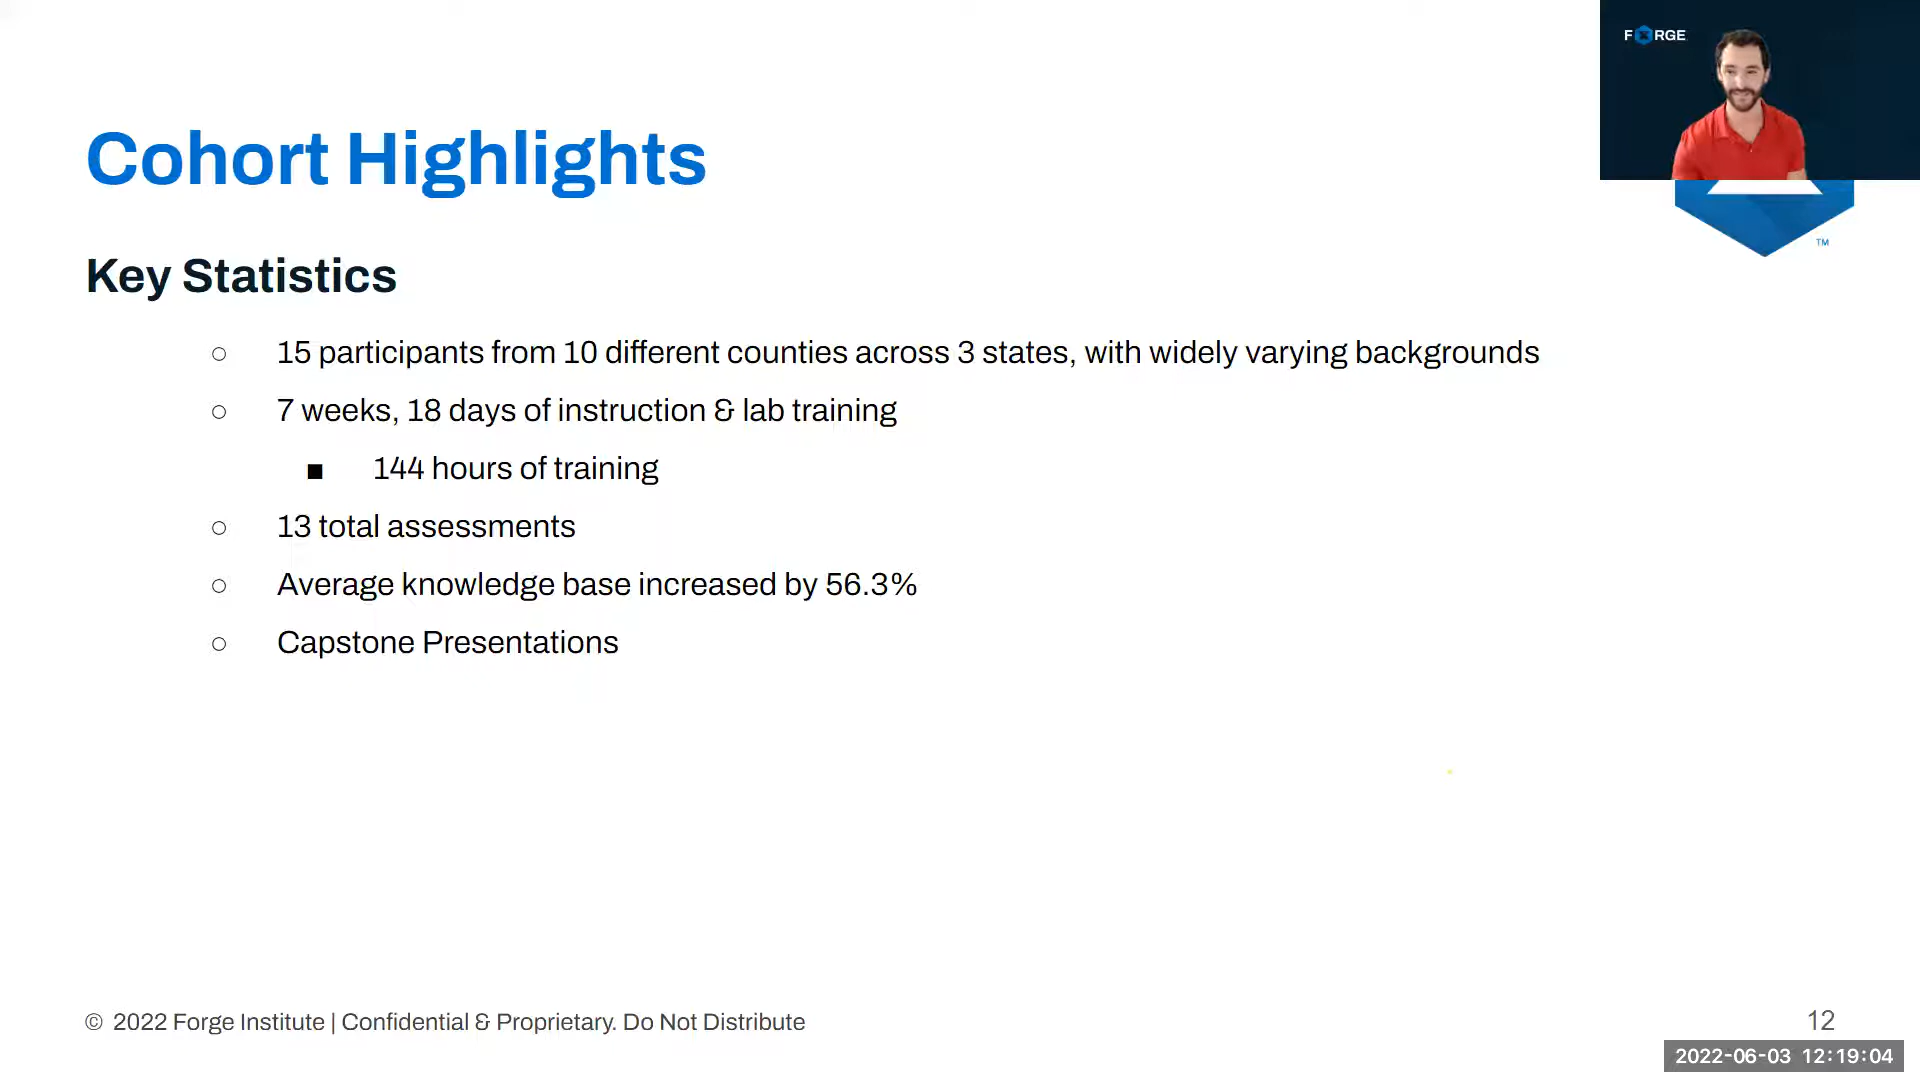 FORGE
Cohort Highlights
TM
Key Statistics
15 participants from 10 different counties across 3 states, with widely varying backgrounds
7 weeks, 18 days of instruction & lab training
144 hours of training
13 total assessments
Average knowledge base increased by 56.3%
Capstone Presentations
© 2022 Forge Institute | Confidential & Proprietary. Do Not Distribute
12
2022-06-03 12:19:04